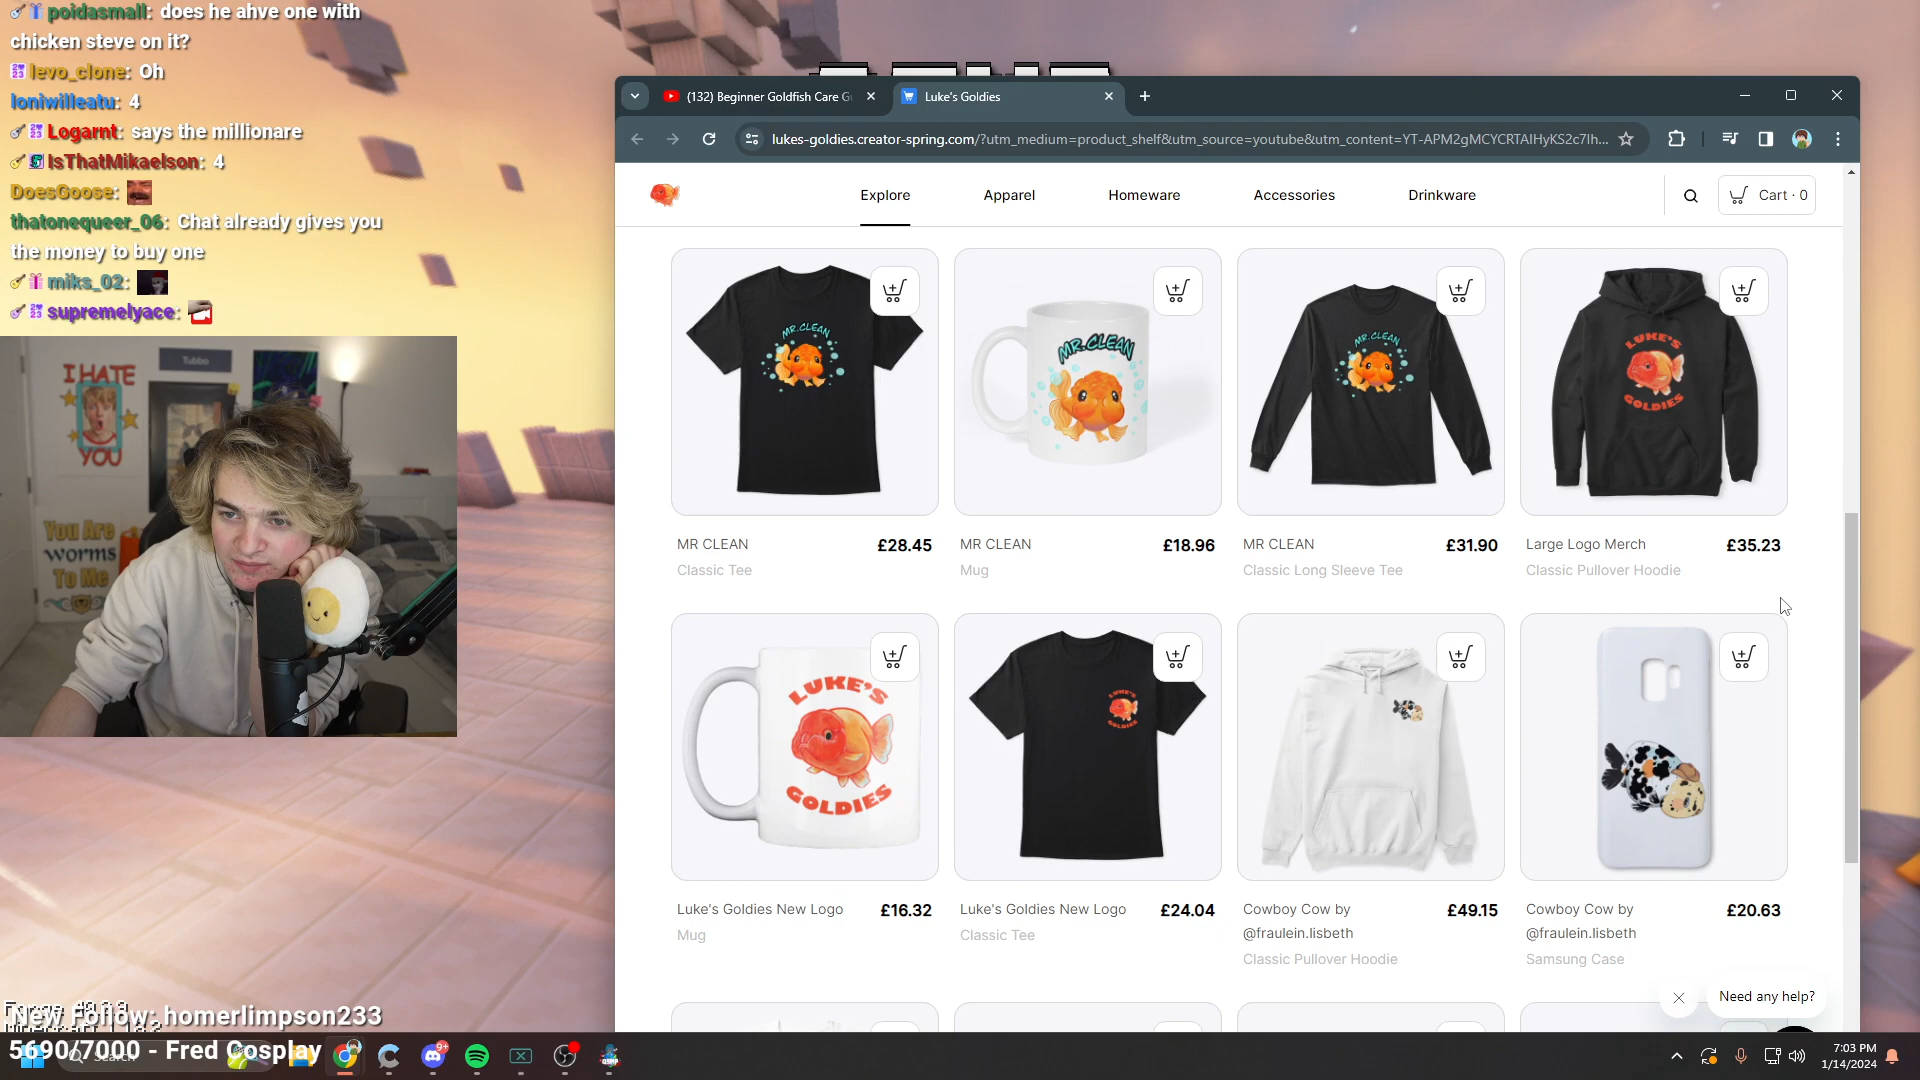 poidasmall: does he ahve one with
chicken steve on it?
levo_clone: Oh
loniwilleatu: 4
Logarnt: says the millionare
IsThatMikaelson: 4
DoesGoose:
thatonequeer_06: Chat already gives you
the money to buy one
miks_02:
supremelyace:
I HATE
YOU
Tubbo
You Are
worms
To Me
New Follow: homerlimpson233
5690/7000 - Fred Cosplay
Search
(132) Beginner Goldfish Care G
Luke's Goldies
lukes-goldies.creator-spring.com/?utm_medium=product_shelf&utm_source=youtube&utm_content=YT-APM2gMCYCRTAIHyKS2c7lh...
Explore
Apparel
Homeware
Accessories
Drinkware
Cart · 0
MR.CLEAN
MR.CLEAN
MR.CLEAN
LUKE'S
GOLDIES
MR CLEAN £28.45
Classic Tee
MR CLEAN £18.96
Mug
MR CLEAN £31.90
Classic Long Sleeve Tee
Large Logo Merch £35.23
Classic Pullover Hoodie
LUKE'S
GOLDIES
LUKE'S
GOLDIES
Luke's Goldies New Logo £16.32
Mug
Luke's Goldies New Logo £24.04
Classic Tee
Cowboy Cow by £49.15
@fraulein.lisbeth
Classic Pullover Hoodie
Cowboy Cow by £20.63
@fraulein.lisbeth
Samsung Case
Need any help?
9+
7:03 PM
1/14/2024